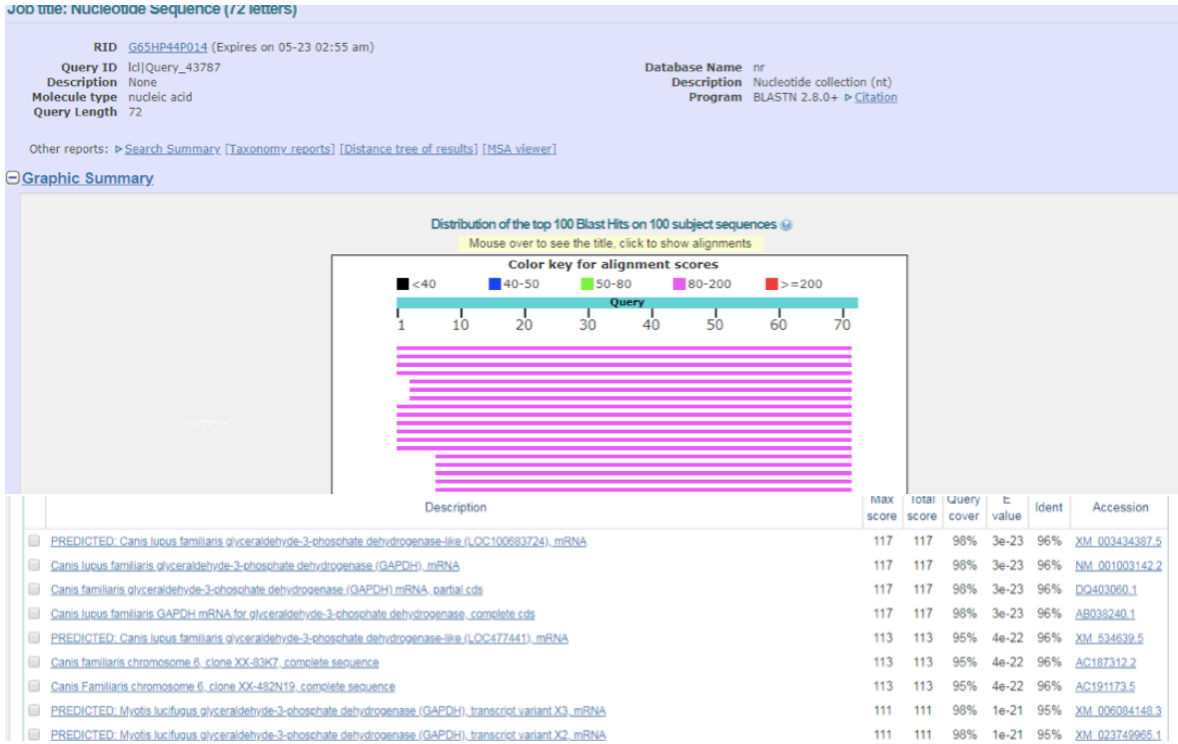 Job title: Nucleotide Sequence (72 letters)
RID G65HP44P014 (Expires on 05-23 02:55 am)
Query ID lcl|Query_43787
Description None
Molecule type nucleic acid
Query Length 72
Database Name nr
Description Nucleotide collection (nt)
Program BLASTN 2.8.0+ Citation
Other reports: Search Summary [Taxonomy reports] [Distance tree of results] [MSA viewer]
Graphic Summary
Distribution of the top 100 Blast Hits on 100 subject sequences
Mouse over to see the title, click to show alignments
Color key for alignment scores
<40 40-50 50-80 80-200 >=200
Query
1 10 20 30 40 50 60 70
Description Max score Total score Query cover E value Ident Accession
PREDICTED: Canis lupus familiaris glyceraldehyde-3-phosphate dehydrogenase-like (LOC100683724), mRNA 117 117 98% 3e-23 96% XM_003434387.5
Canis lupus familiaris glyceraldehyde-3-phosphate dehydrogenase (GAPDH), mRNA 117 117 98% 3e-23 96% NM_001003142.2
Canis familiaris glyceraldehyde-3-phosphate dehydrogenase (GAPDH) mRNA, partial cds 117 117 98% 3e-23 96% DQ403060.1
Canis lupus familiaris GAPDH mRNA for glyceraldehyde-3-phosphate dehydrogenase, complete cds 117 117 98% 3e-23 96% AB038240.1
PREDICTED: Canis lupus familiaris glyceraldehyde-3-phosphate dehydrogenase-like (LOC477441), mRNA 113 113 95% 4e-22 96% XM_534639.5
Canis familiaris chromosome 6, clone XX-83K7, complete sequence 113 113 95% 4e-22 96% AC187312.2
Canis Familiaris chromosome 6, clone XX-482N19, complete sequence 113 113 95% 4e-22 96% AC191173.5
PREDICTED: Myotis lucifugus glyceraldehyde-3-phosphate dehydrogenase (GAPDH), transcript variant X3, mRNA 111 111 98% 1e-21 95% XM_006084148.3
PREDICTED: Myotis lucifugus glyceraldehyde-3-phosphate dehydrogenase (GAPDH), transcript variant X2, mRNA 111 111 98% 1e-21 95% XM_023749965.1